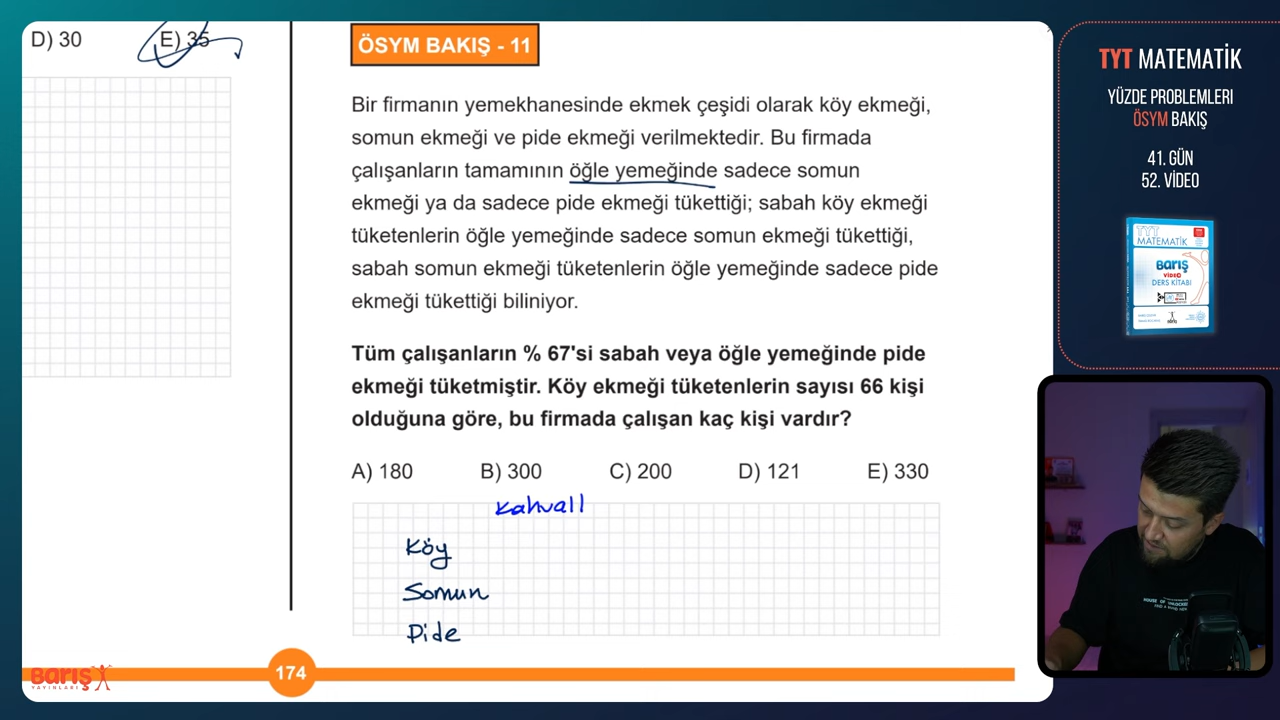 D) 30
E) 35
ÖSYM BAKIŞ - 11
Bir firmanın yemekhanesinde ekmek çeşidi olarak köy ekmeği,
somun ekmeği ve pide ekmeği verilmektedir. Bu firmada
çalışanların tamamının öğle yemeğinde sadece somun
ekmeği ya da sadece pide ekmeği tükettiği; sabah köy ekmeği
tüketenlerin öğle yemeğinde sadece somun ekmeği tükettiği,
sabah somun ekmeği tüketenlerin öğle yemeğinde sadece pide
ekmeği tükettiği biliniyor.
Tüm çalışanların % 67'si sabah veya öğle yemeğinde pide
ekmeği tüketmiştir. Köy ekmeği tüketenlerin sayısı 66 kişi
olduğuna göre, bu firmada çalışan kaç kişi vardır?
A) 180 B) 300 C) 200 D) 121 E) 330
Kahvall
Köy
Somun
Pide
174
BARIŞ
YAYINLARI
TYT MATEMATİK
YÜZDE PROBLEMLERI
ÖSYM BAKIŞ
41. GÜN
52. VİDEO
TYT
MATEMATİK
BARIŞ
VİDEO
DERS KİTABI